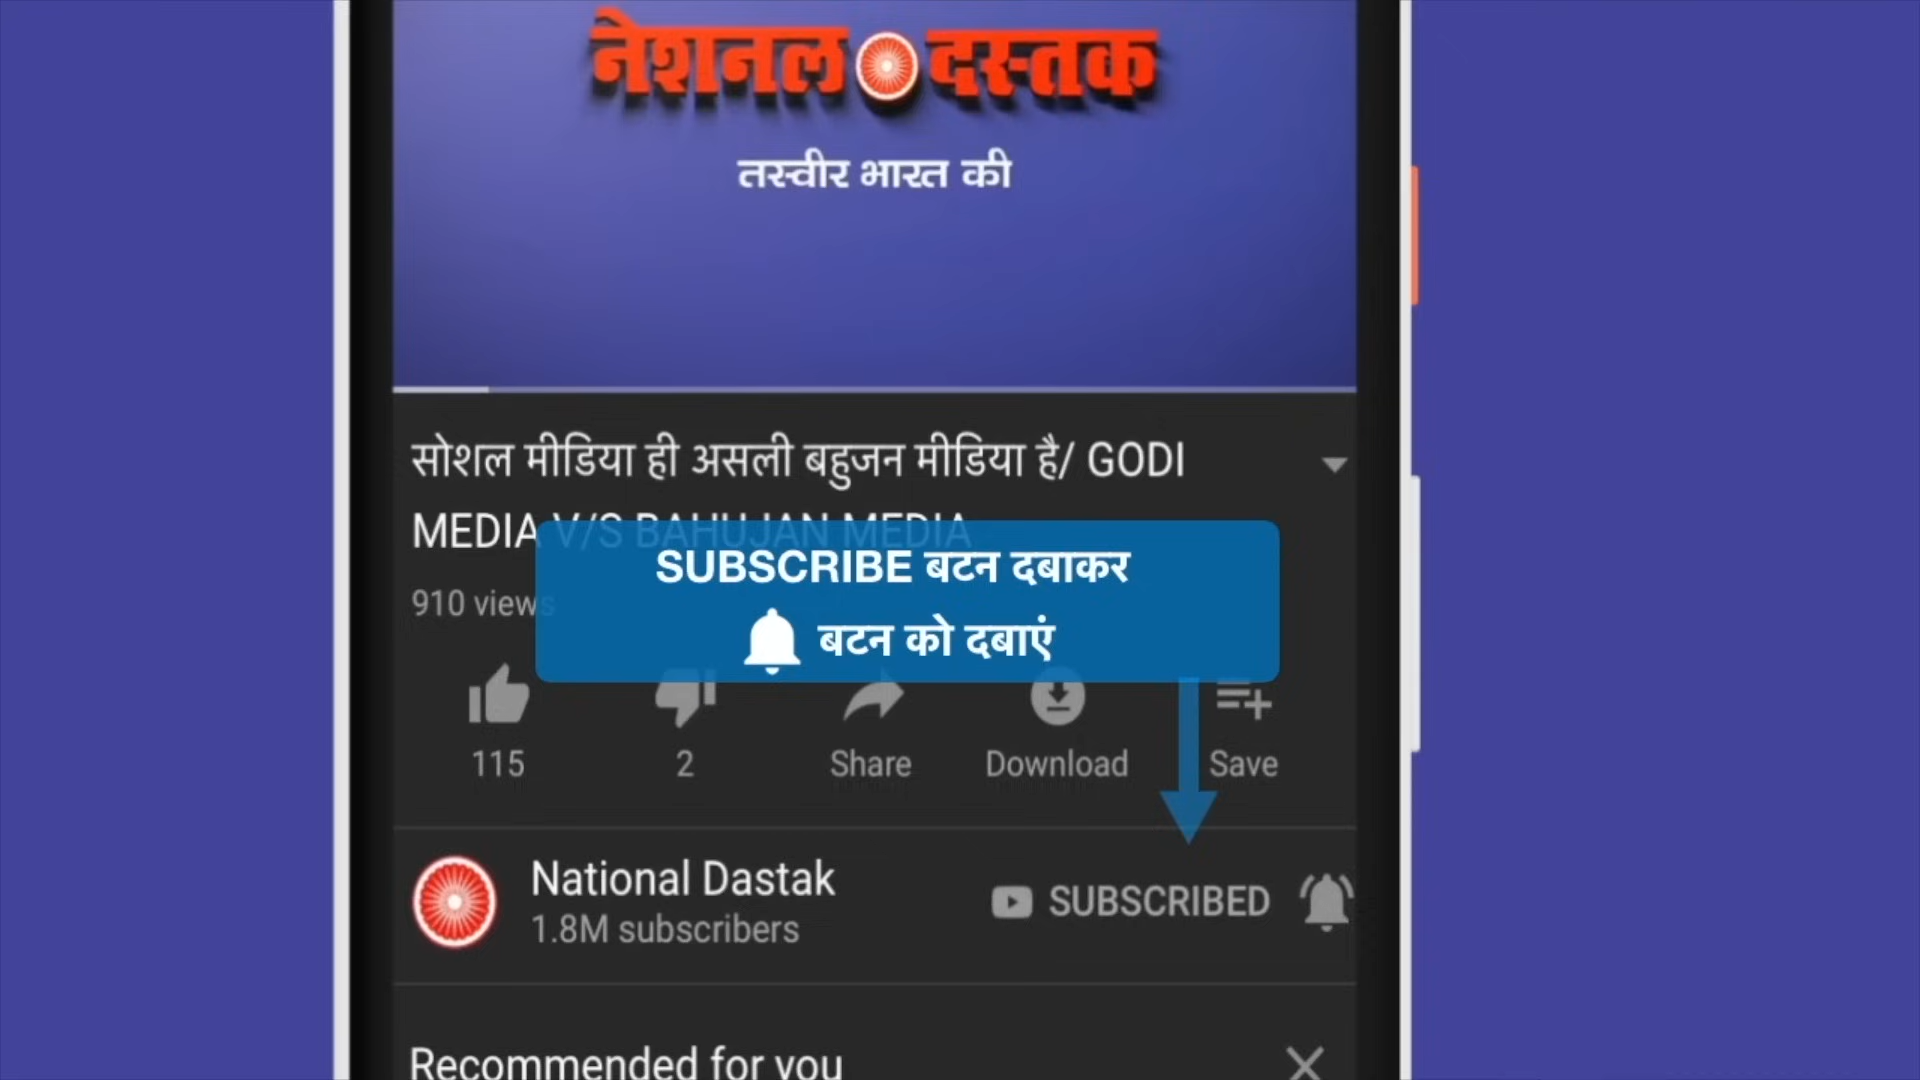 नेशनल दस्तक
तस्वीर भारत की
सोशल मीडिया ही असली बहुजन मीडिया है/ GODI
MEDIA V/S BAHUJAN MEDIA
SUBSCRIBE बटन दबाकर
बटन को दबाएं
910 views
115
2
Share
Download
Save
National Dastak
1.8M subscribers
SUBSCRIBED
Recommended for you